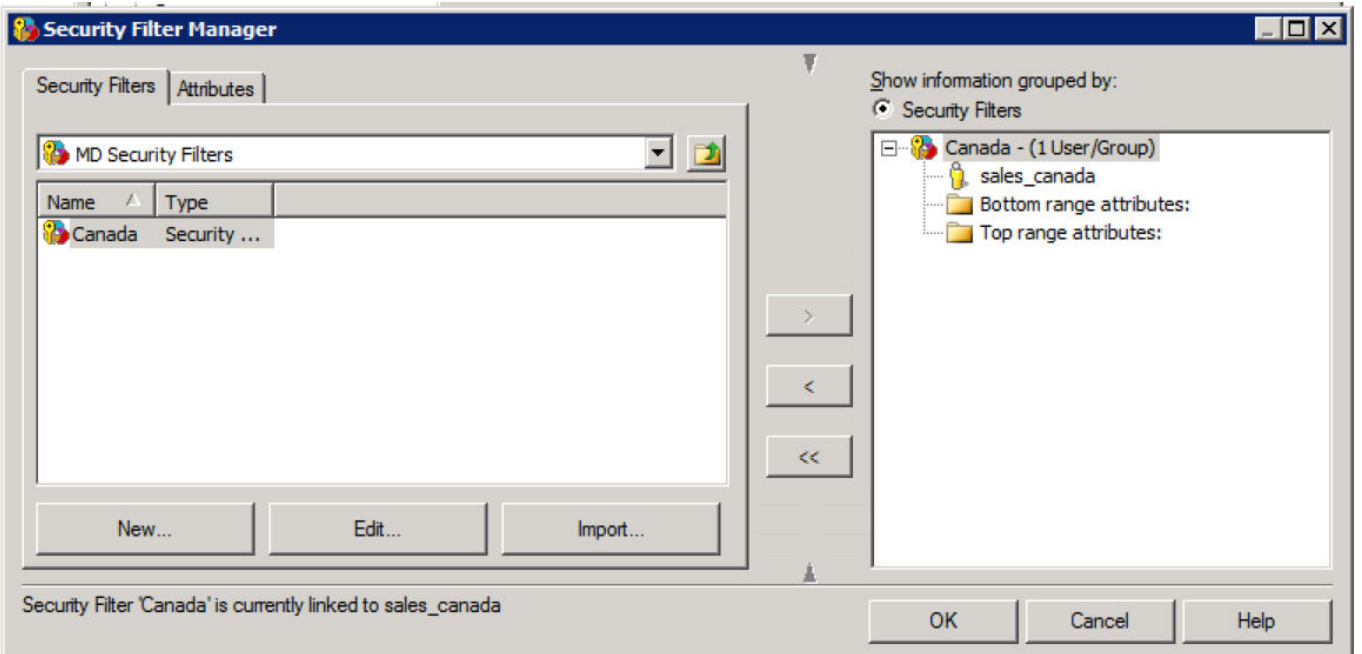 Security Filter Manager
Security Filters
Attributes
MD Security Filters
Name
Type
Canada
Security ...
New...
Edit...
Import...
>
<
<<
Show information grouped by:
Security Filters
Canada - (1 User/Group)
sales_canada
Bottom range attributes:
Top range attributes:
Security Filter 'Canada' is currently linked to sales_canada
OK
Cancel
Help